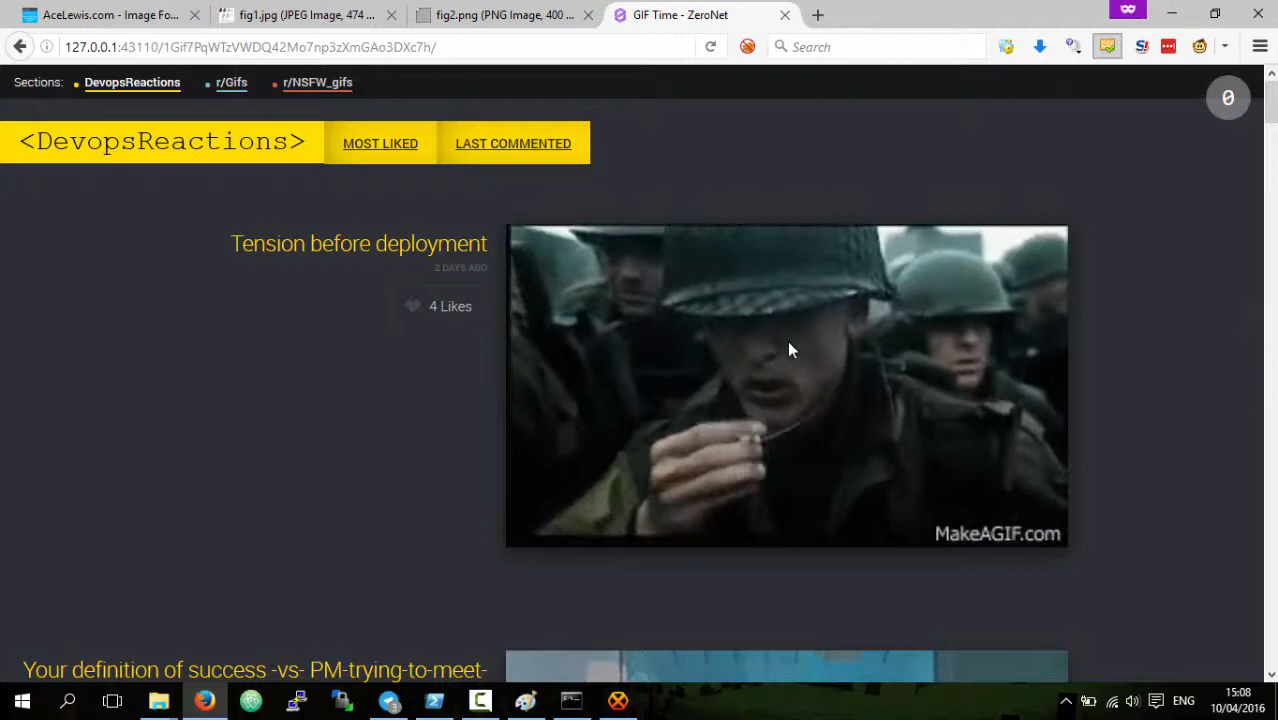 AceLewis.com - Image Fo...
fig1.jpg (JPEG Image, 474 ...
fig2.png (PNG Image, 400 ...
GIF Time - ZeroNet
127.0.0.1:43110/1Gif7PqWTzVWDQ42Mo7np3zXmGAo3DXc7h/
Search
Sections:
DevopsReactions
r/Gifs
r/NSFW_gifs
0
<DevopsReactions>
MOST LIKED
LAST COMMENTED
Tension before deployment
2 DAYS AGO
4 Likes
MakeAGIF.com
Your definition of success -vs- PM-trying-to-meet-
ENG
15:08
10/04/2016